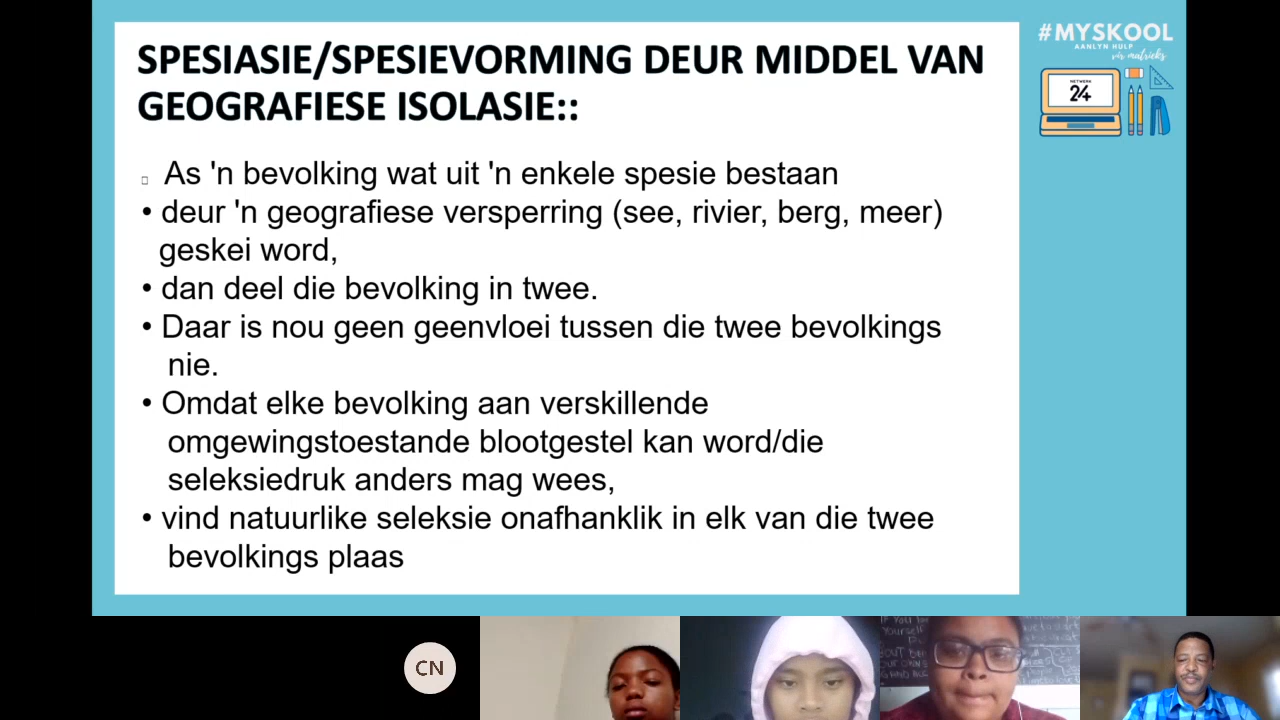 SPESIASIE/SPESIEVORMING DEUR MIDDEL VAN
GEOGRAFIESE ISOLASIE::
As 'n bevolking wat uit 'n enkele spesie bestaan
• deur 'n geografiese versperring (see, rivier, berg, meer)
geskei word,
• dan deel die bevolking in twee.
• Daar is nou geen geenvloei tussen die twee bevolkings
nie.
• Omdat elke bevolking aan verskillende
omgewingstoestande blootgestel kan word/die
seleksiedruk anders mag wees,
• vind natuurlike seleksie onafhanklik in elk van die twee
bevolkings plaas
#MYSKOOL
AANLYN HULP
vir matrieks
NETWERK
24
CN